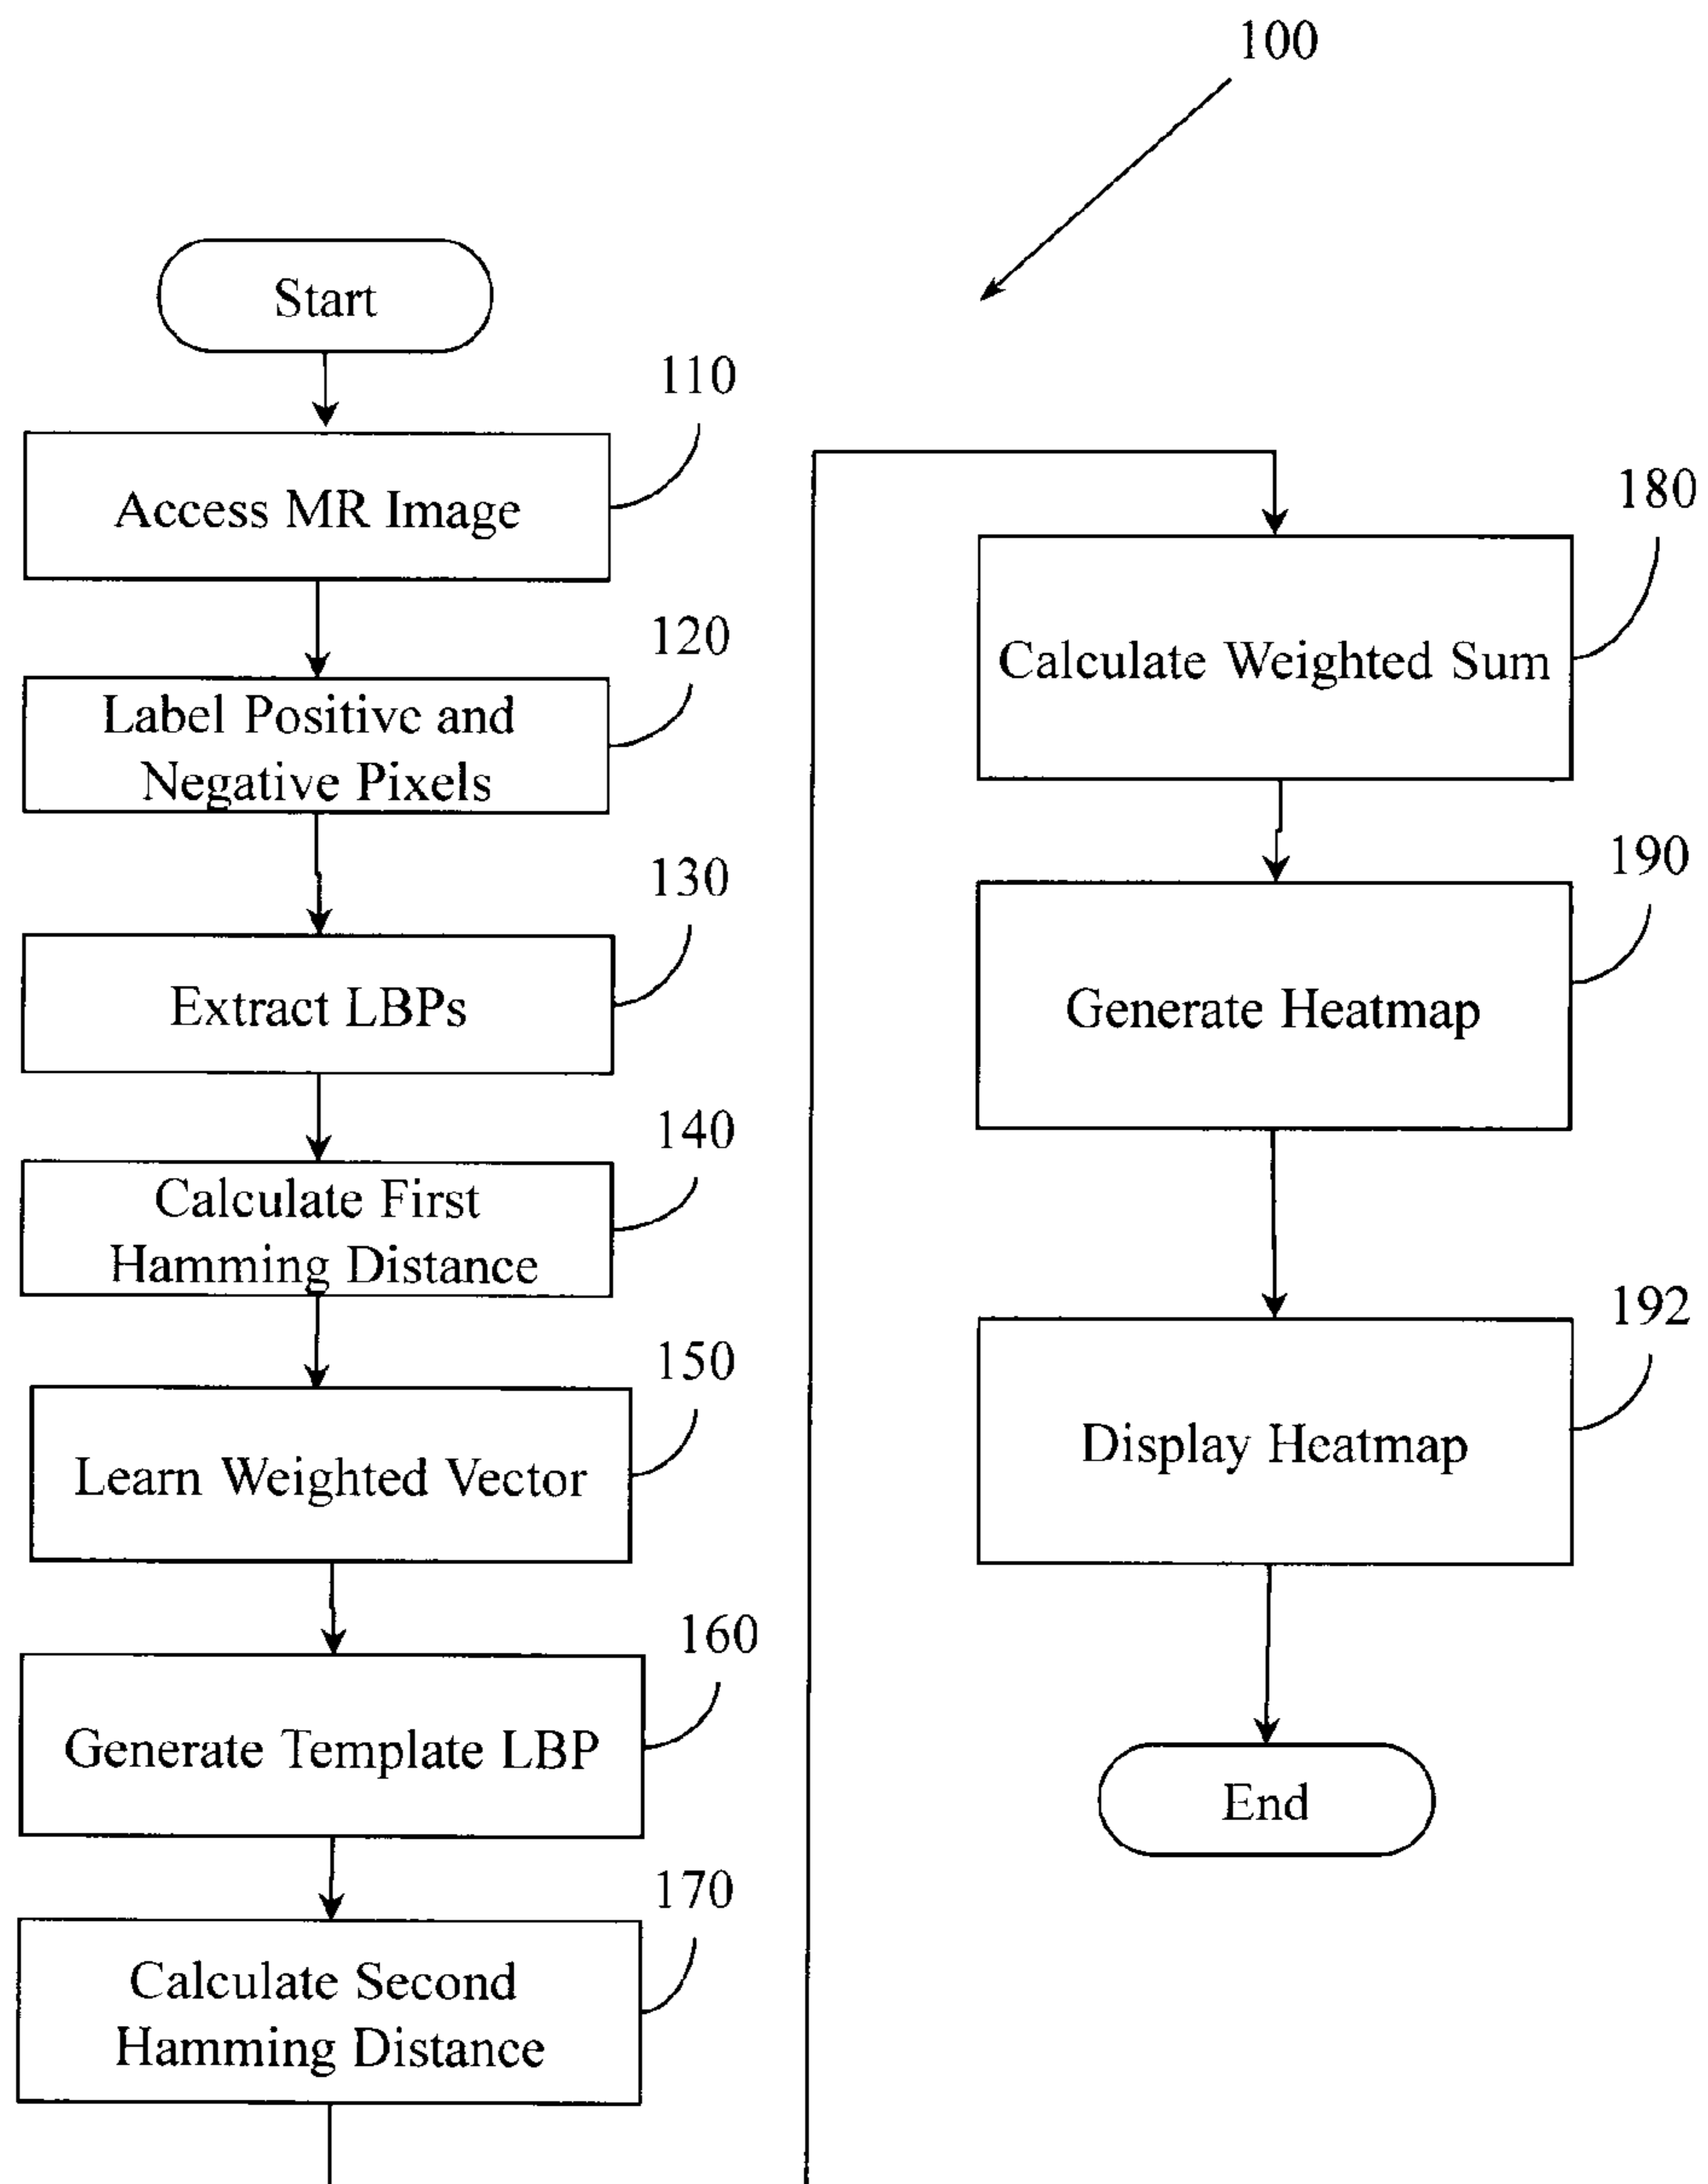 100
Start
110
Access MR Image
120
Label Positive and
Negative Pixels
130
Extract LBPs
140
Calculate First
Hamming Distance
150
Learn Weighted Vector
160
Generate Template LBP
170
Calculate Second
Hamming Distance
180
Calculate Weighted Sum
190
Generate Heatmap
192
Display Heatmap
End